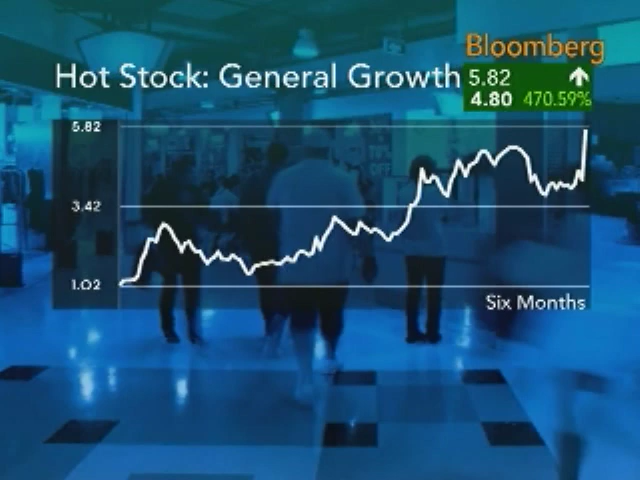 Bloomberg
Hot Stock: General Growth
5.82
4.80 470.59%
5.82
3.42
1.02
Six Months